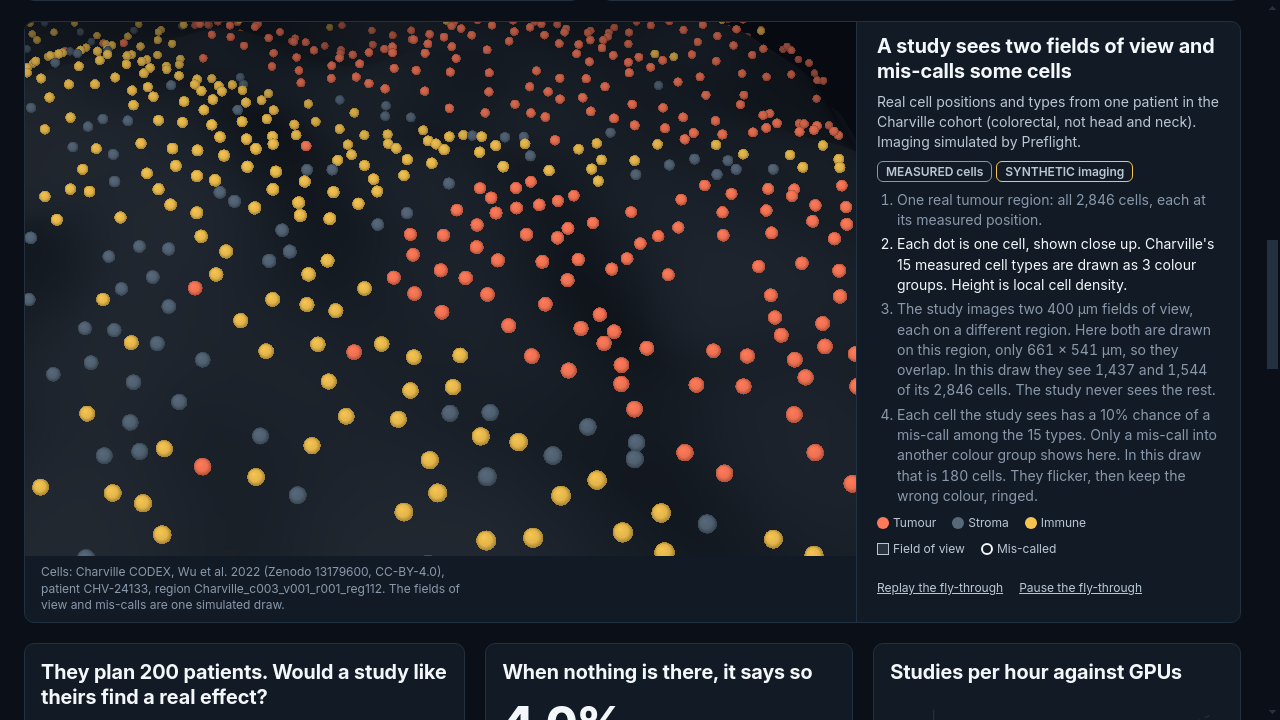 A study sees two fields of view and
mis-calls some cells
Real cell positions and types from one patient in the
Charville cohort (colorectal, not head and neck).
Imaging simulated by Preflight.
MEASURED cells
SYNTHETIC imaging
1. One real tumour region: all 2,846 cells, each at
its measured position.
2. Each dot is one cell, shown close up. Charville's
15 measured cell types are drawn as 3 colour
groups. Height is local cell density.
3. The study images two 400 µm fields of view,
each on a different region. Here both are drawn
on this region, only 661 × 541 µm, so they
overlap. In this draw they see 1,437 and 1,544
of its 2,846 cells. The study never sees the rest.
4. Each cell the study sees has a 10% chance of a
mis-call among the 15 types. Only a mis-call into
another colour group shows here. In this draw
that is 180 cells. They flicker, then keep the
wrong colour, ringed.
Tumour Stroma Immune
Field of view Mis-called
Replay the fly-through Pause the fly-through
Cells: Charville CODEX, Wu et al. 2022 (Zenodo 13179600, CC-BY-4.0),
patient CHV-24133, region Charville_c003_v001_r001_reg112. The fields of
view and mis-calls are one simulated draw.
They plan 200 patients. Would a study like
theirs find a real effect?
When nothing is there, it says so
Studies per hour against GPUs